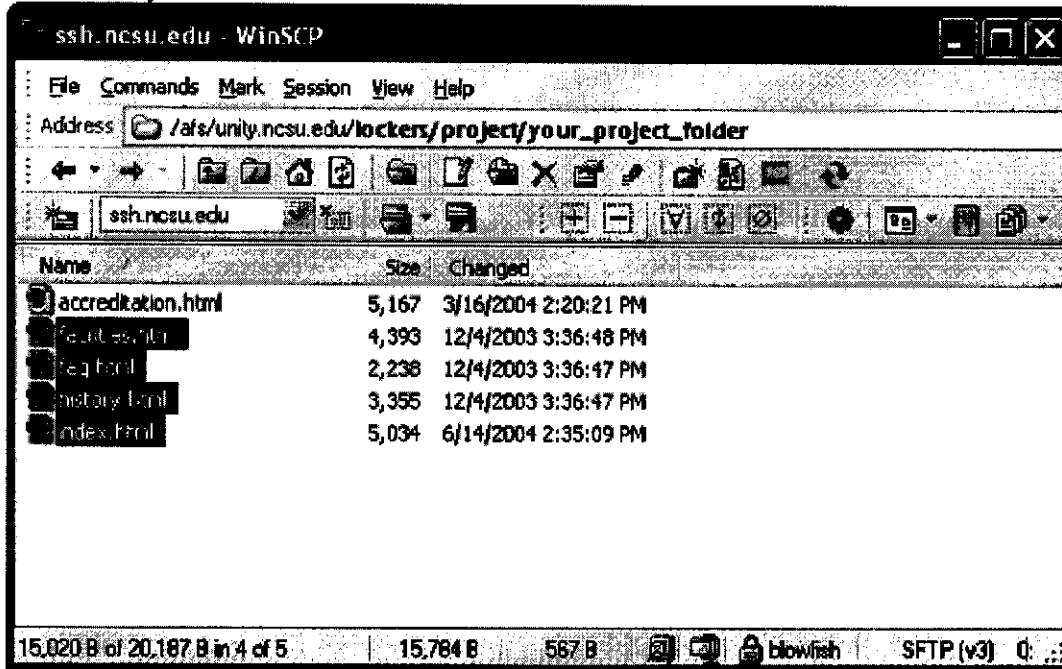 ssh.ncsu.edu - WinSCP
File Commands Mark Session View Help
Address /afs/unity.ncsu.edu/lockers/project/your_project_folder
ssh.ncsu.edu
Name Size Changed
accreditation.html 5,167 3/16/2004 2:20:21 PM
4,393 12/4/2003 3:36:48 PM
faq.html 2,238 12/4/2003 3:36:47 PM
history.html 3,355 12/4/2003 3:36:47 PM
index.html 5,034 6/14/2004 2:35:09 PM
15,020 B of 20,187 B in 4 of 5 15,784 B 567 B blowfish SFTP (v3)